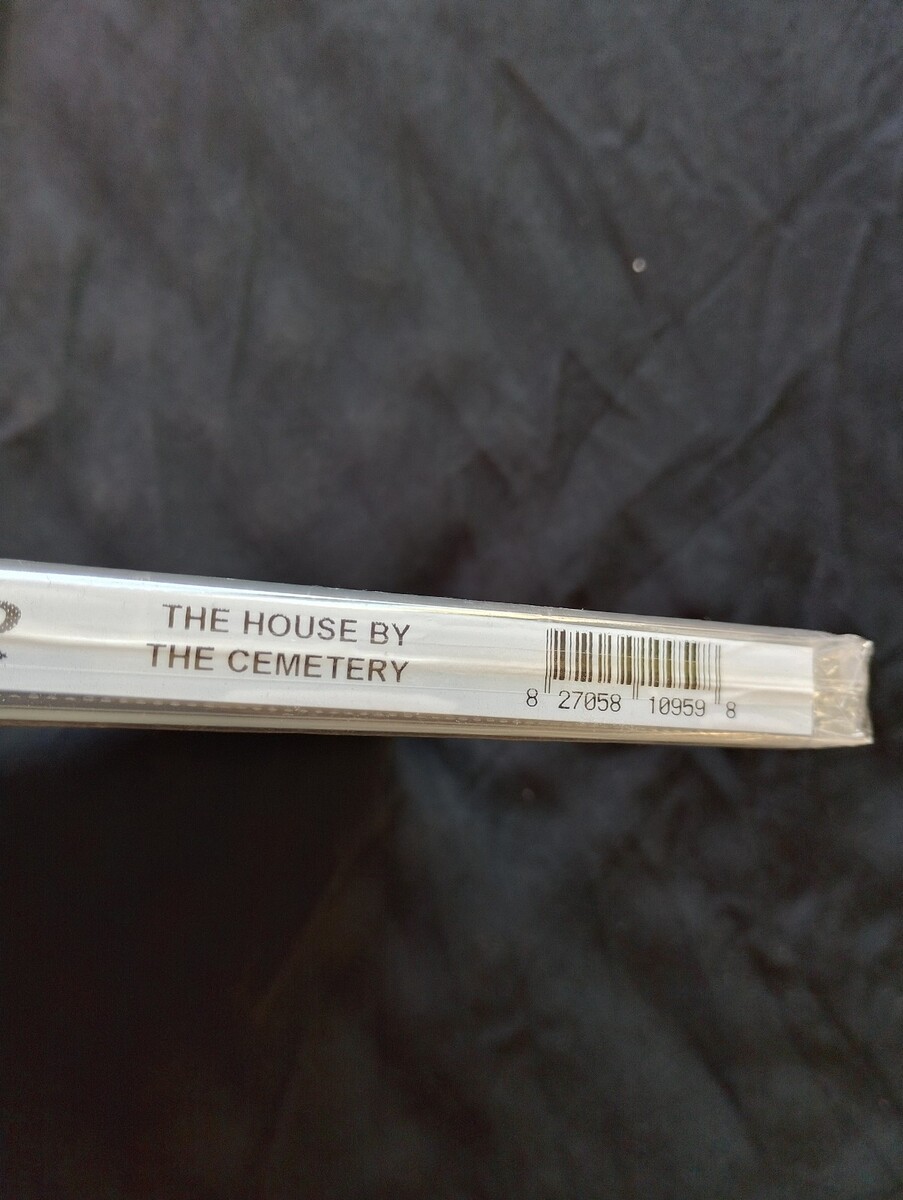 THE HOUSE BY
THE CEMETERY
8 27058 10959 8